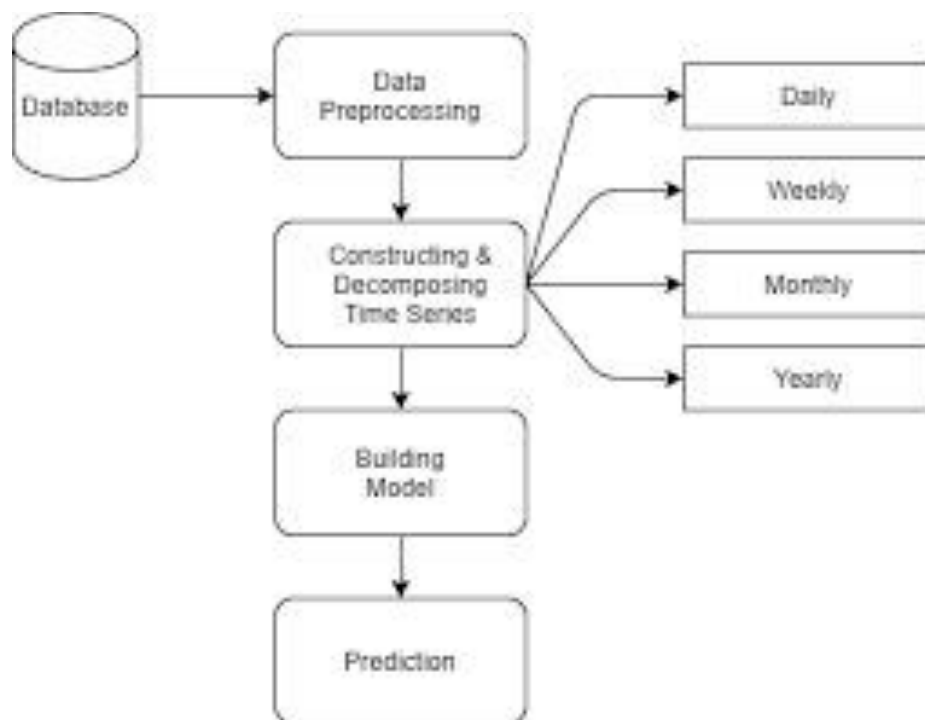 Database
Data
Preprocessing
Daily
Weekly
Constructing &
Decomposing
Time Series
Monthly
Yearly
Building
Model
Prediction